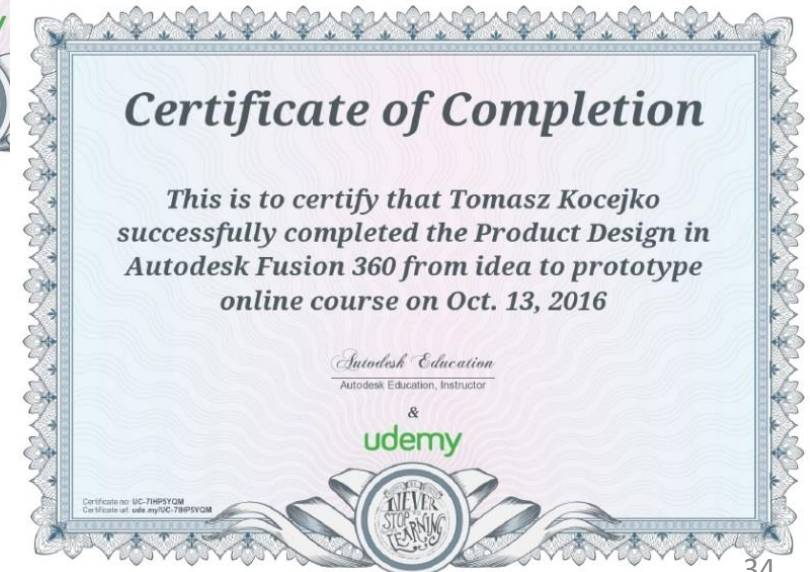 Certificate of Completion
This is to certify that Tomasz Kocejko
successfully completed the Product Design in
Autodesk Fusion 360 from idea to prototype
online course on Oct. 13, 2016
Autodesk Education
Autodesk Education, Instructor
&
udemy
Certificate no: UC-7IHP5YQM
Certificate url: ude.my/UC-7IHP5YQM
NEVER
STOP
LEARNING
34